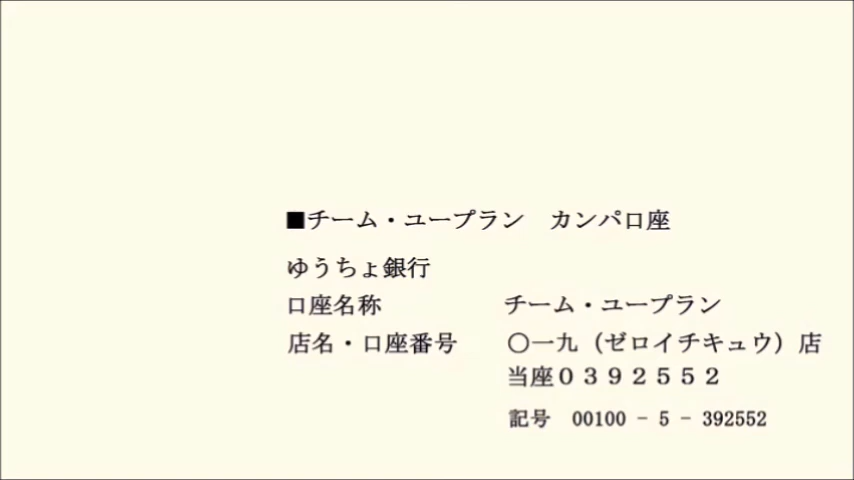 ■チーム・ユープラン　カンパ口座
ゆうちょ銀行
口座名称　チーム・ユープラン
店名・口座番号　〇一九（ゼロイチキュウ）店
当座０３９２５５２
記号　00100 － 5 － 392552